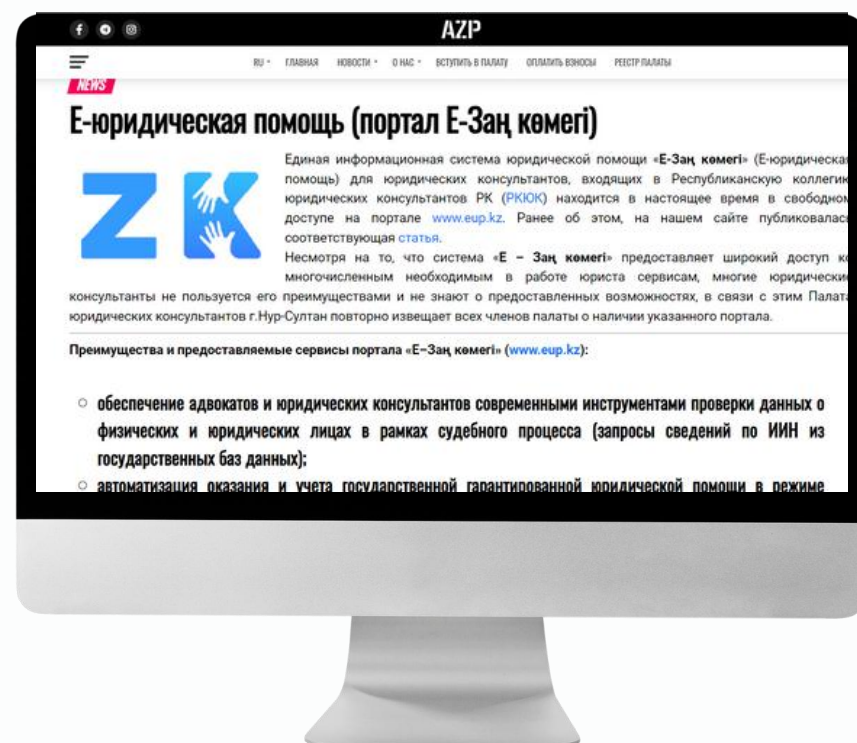 AZP
RU ГЛАВНАЯ НОВОСТИ О НАС ВСТУПИТЬ В ПАЛАТУ ОПЛАТИТЬ ВЗНОСЫ РЕЕСТР ПАЛАТЫ
NEWS
Е-юридическая помощь (портал Е-Заң көмегі)
ZK
Единая информационная система юридической помощи «Е-Заң көмегі» (Е-юридическая
помощь) для юридических консультантов, входящих в Республиканскую коллегию
юридических консультантов РК (РКЮК) находится в настоящее время в свободном
доступе на портале www.eup.kz. Ранее об этом, на нашем сайте публиковалас
соответствующая статья.
Несмотря на то, что система «Е – Заң көмегі» предоставляет широкий доступ к
многочисленным необходимым в работе юриста сервисам, многие юридические
консультанты не пользуется его преимуществами и не знают о предоставленных возможностях, в связи с этим Палата
юридических консультантов г.Нур-Султан повторно извещает всех членов палаты о наличии указанного портала.
Преимущества и предоставляемые сервисы портала «Е–Заң көмегі» (www.eup.kz):
обеспечение адвокатов и юридических консультантов современными инструментами проверки данных о
физических и юридических лицах в рамках судебного процесса (запросы сведений по ИИН из
государственных баз данных);
автоматизация оказания и учета государственной гарантированной юридической помощи в режиме